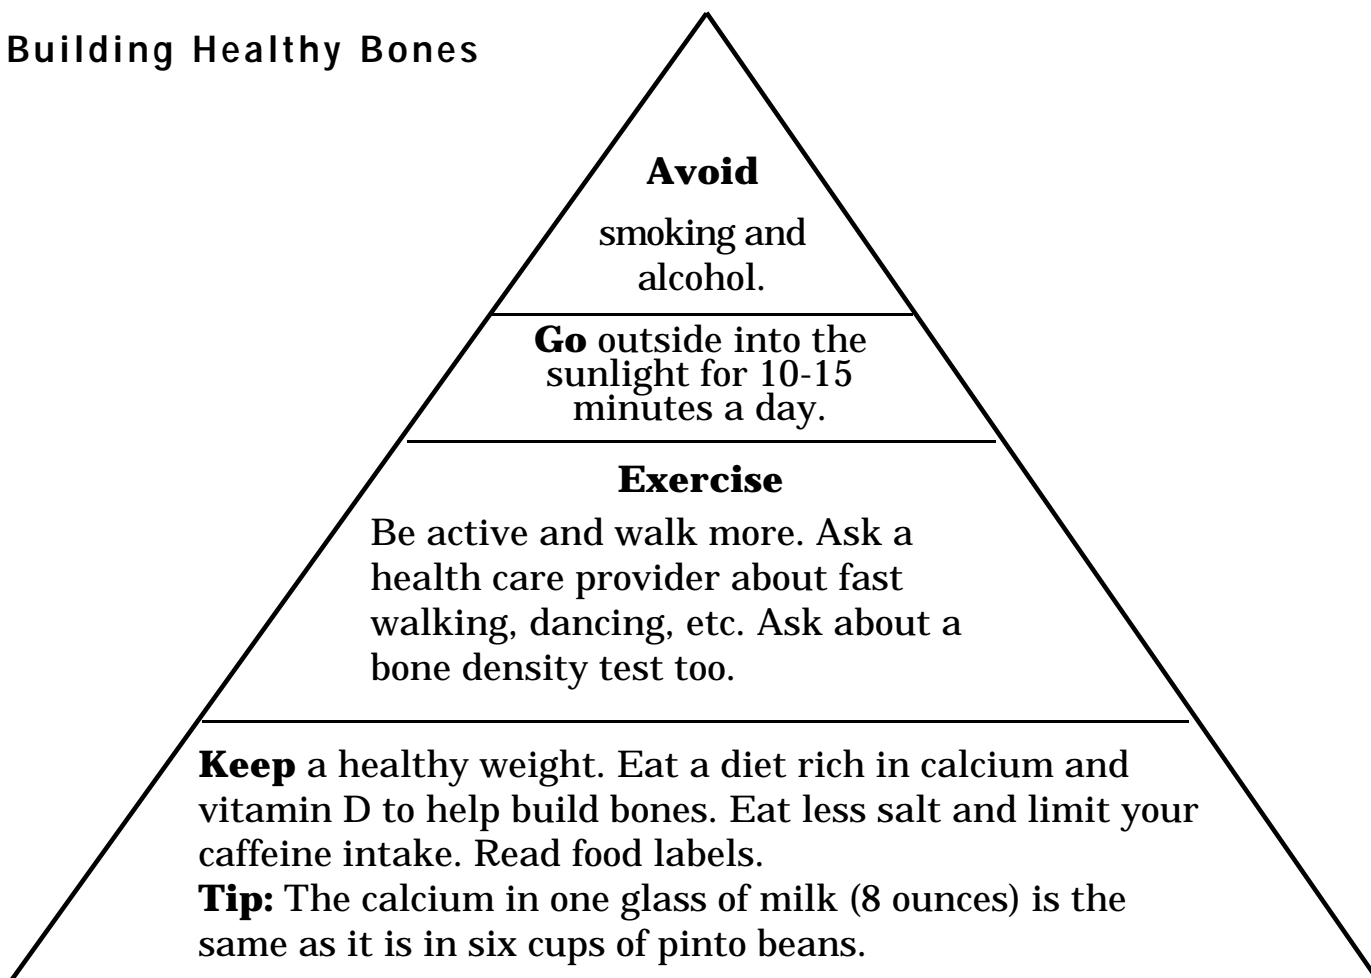 Building Healthy Bones
Avoid
smoking and
alcohol.
Go outside into the
sunlight for 10-15
minutes a day.
Exercise
Be active and walk more. Ask a
health care provider about fast
walking, dancing, etc. Ask about a
bone density test too.
Keep a healthy weight. Eat a diet rich in calcium and
vitamin D to help build bones. Eat less salt and limit your
caffeine intake. Read food labels.
Tip: The calcium in one glass of milk (8 ounces) is the
same as it is in six cups of pinto beans.